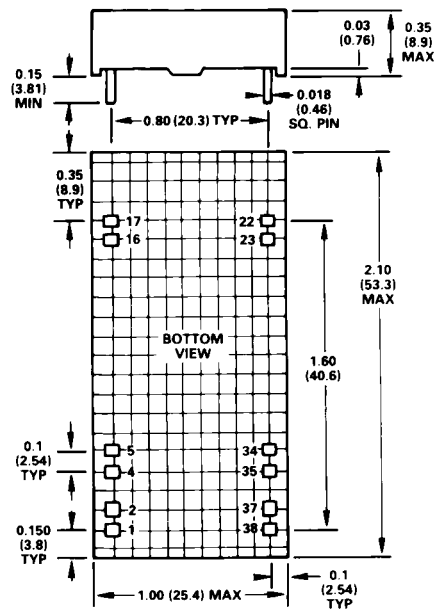 0.03
(0.76)
0.35
(8.9)
MAX
0.15
(3.81)
MIN
0.80 (20.3) TYP
0.018
(0.46)
SQ. PIN
0.35
(8.9)
TYP
17
22
16
23
2.10
(53.3)
MAX
BOTTOM
VIEW
1.60
(40.6)
0.1
(2.54)
TYP
5
34
4
35
2
37
0.150
(3.8)
TYP
1
38
1.00 (25.4) MAX
0.1
(2.54)
TYP